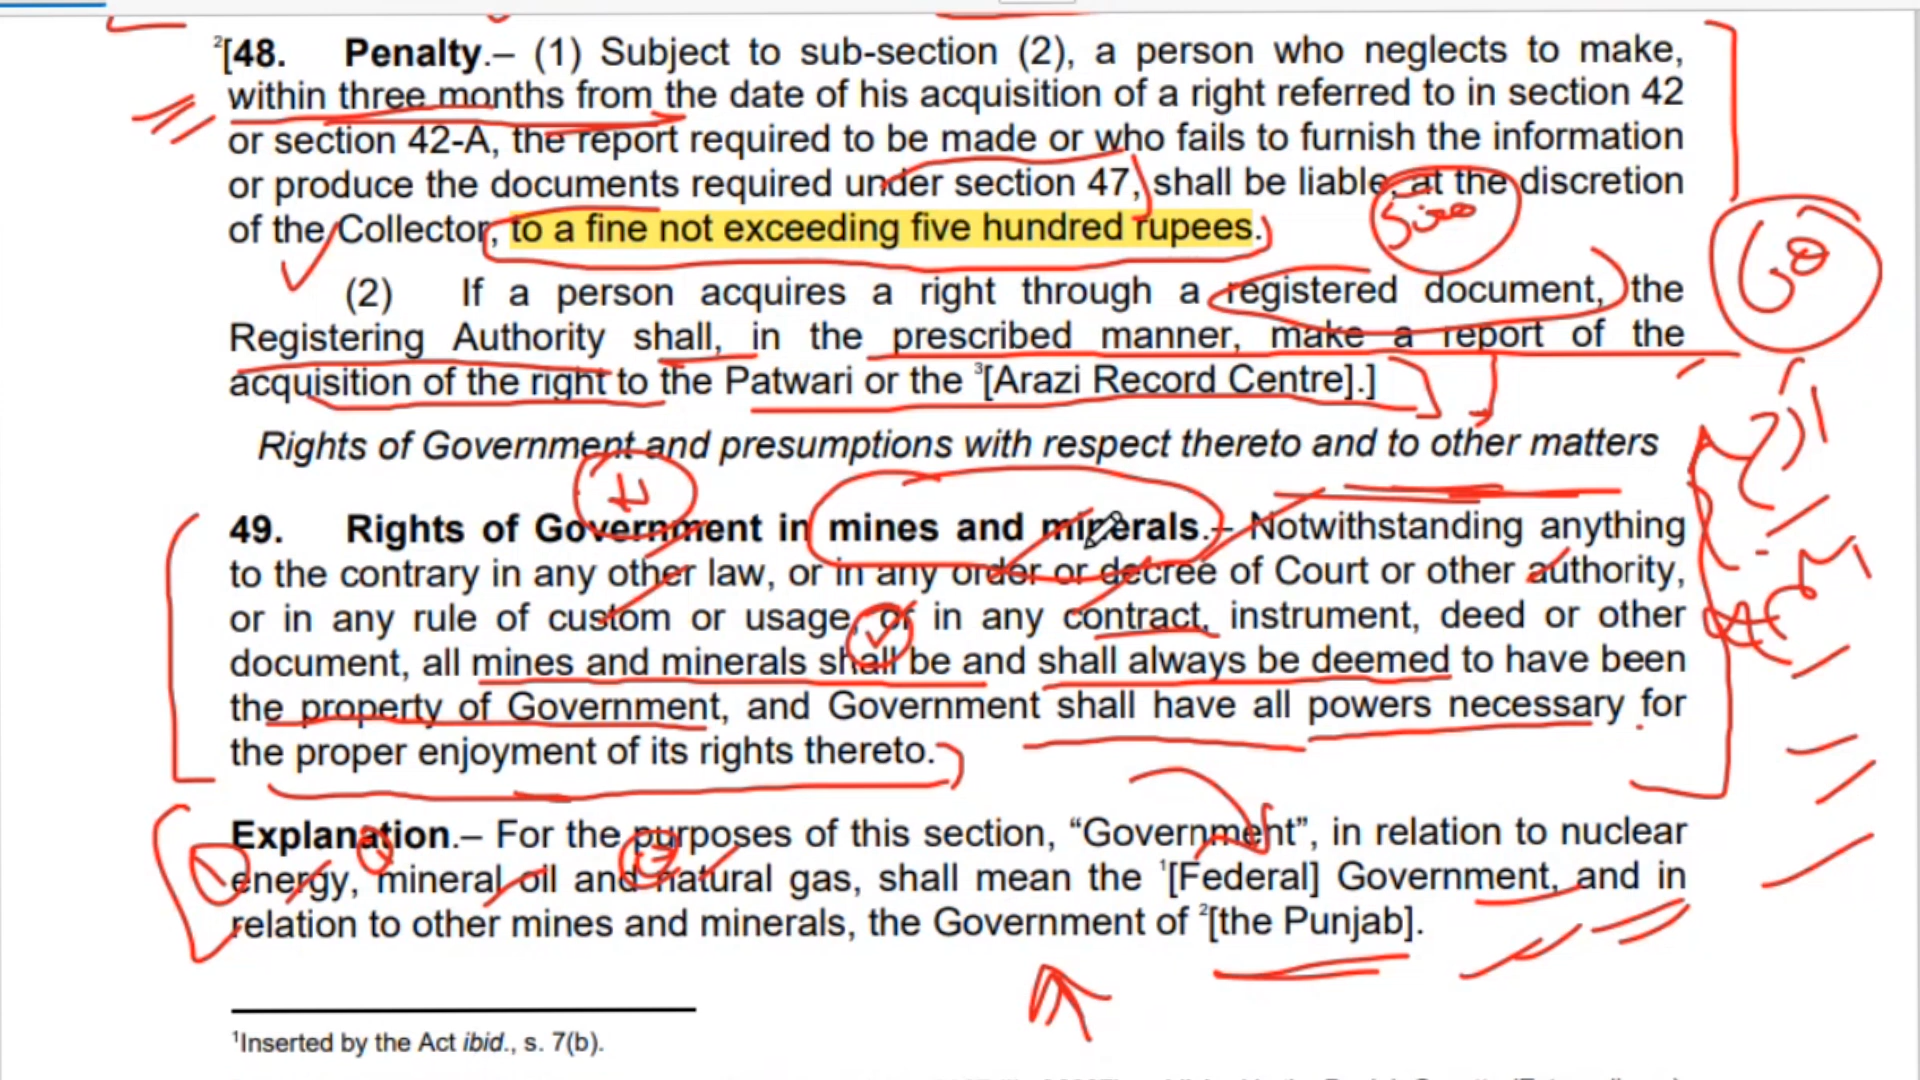 ²[48. Penalty.– (1) Subject to sub-section (2), a person who neglects to make,
within three months from the date of his acquisition of a right referred to in section 42
or section 42-A, the report required to be made or who fails to furnish the information
or produce the documents required under section 47, shall be liable, at the discretion
of the Collector, to a fine not exceeding five hundred rupees.
(2) If a person acquires a right through a registered document, the
Registering Authority shall, in the prescribed manner, make a report of the
acquisition of the right to the Patwari or the ³[Arazi Record Centre].]
Rights of Government and presumptions with respect thereto and to other matters
49. Rights of Government in mines and minerals.– Notwithstanding anything
to the contrary in any other law, or in any order or decree of Court or other authority,
or in any rule of custom or usage, or in any contract, instrument, deed or other
document, all mines and minerals shall be and shall always be deemed to have been
the property of Government, and Government shall have all powers necessary for
the proper enjoyment of its rights thereto.
Explanation.– For the purposes of this section, “Government”, in relation to nuclear
energy, mineral oil and natural gas, shall mean the ¹[Federal] Government, and in
relation to other mines and minerals, the Government of ²[the Punjab].
¹Inserted by the Act ibid., s. 7(b).